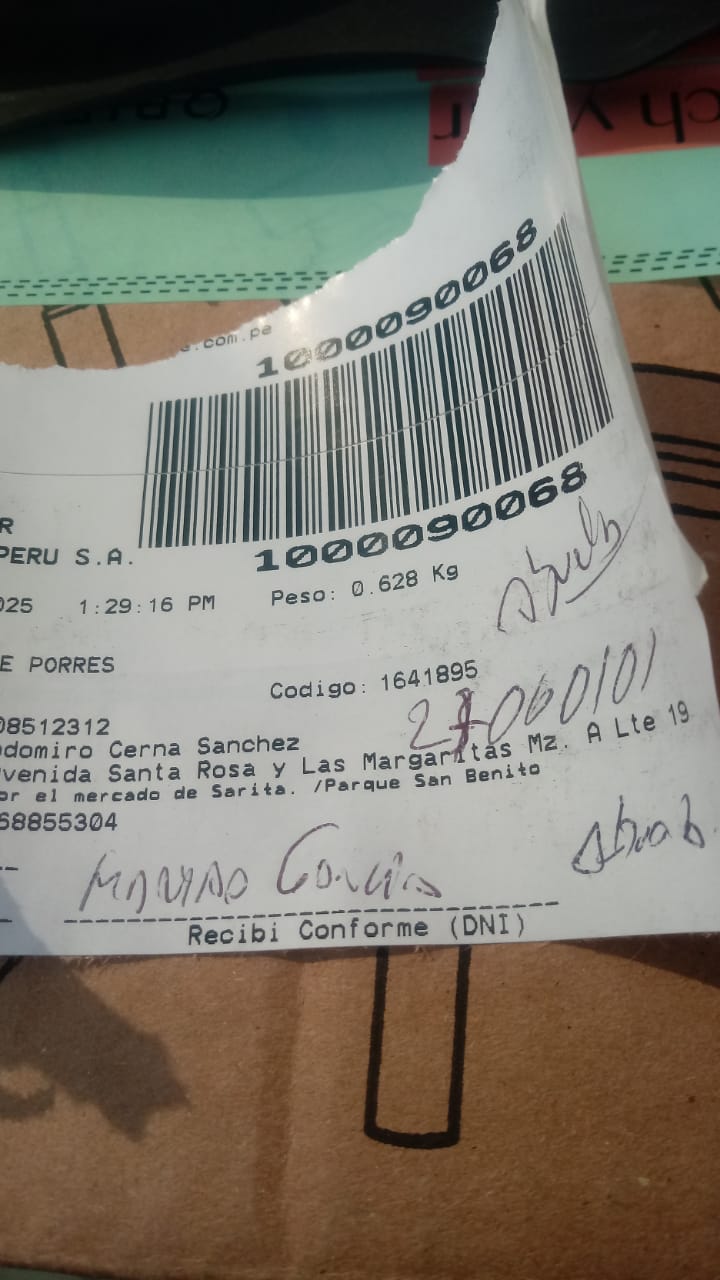 ch y
e.com.pe
1000090068
1000090068
R
PERU S.A.
025 1:29:16 PM Peso: 0.628 Kg
E PORRES
Codigo: 1641895
08512312
odomiro Cerna Sanchez
venida Santa Rosa y Las Margaritas Mz. A Lte 19
or el mercado de Sarita. /Parque San Benito
68855304
Recibi Conforme (DNI)